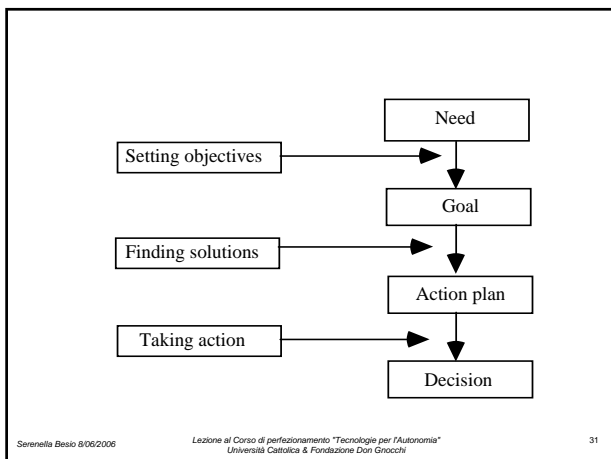 Need
Setting objectives
Goal
Finding solutions
Action plan
Taking action
Decision
Serenella Besio 8/06/2006
Lezione al Corso di perfezionamento "Tecnologie per l'Autonomia"
Università Cattolica & Fondazione Don Gnocchi
31